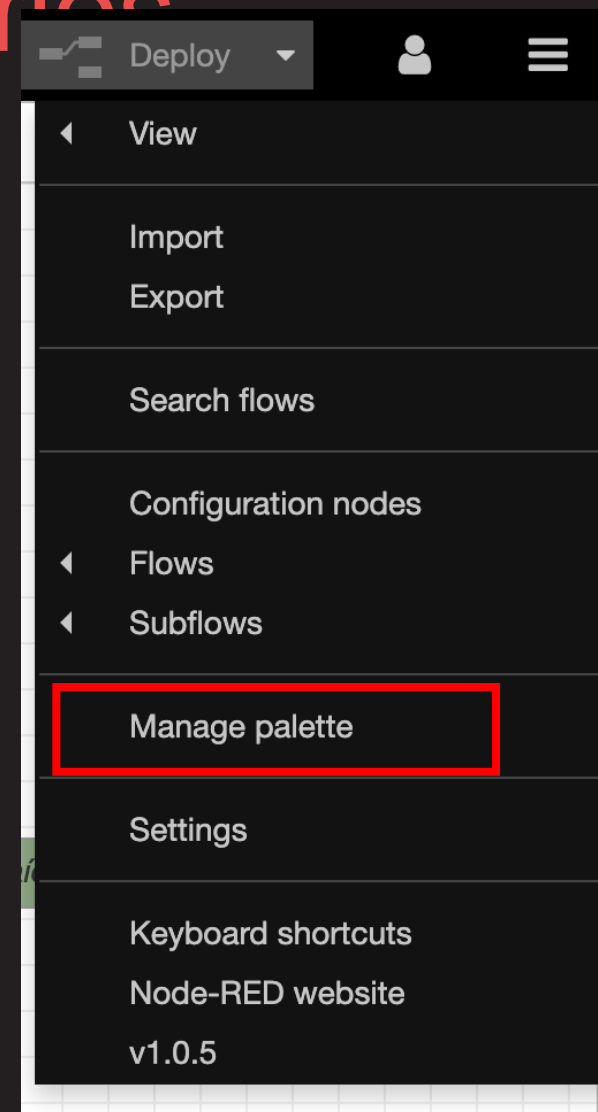 Deploy
View
Import
Export
Search flows
Configuration nodes
Flows
Subflows
Manage palette
Settings
Keyboard shortcuts
Node-RED website
v1.0.5